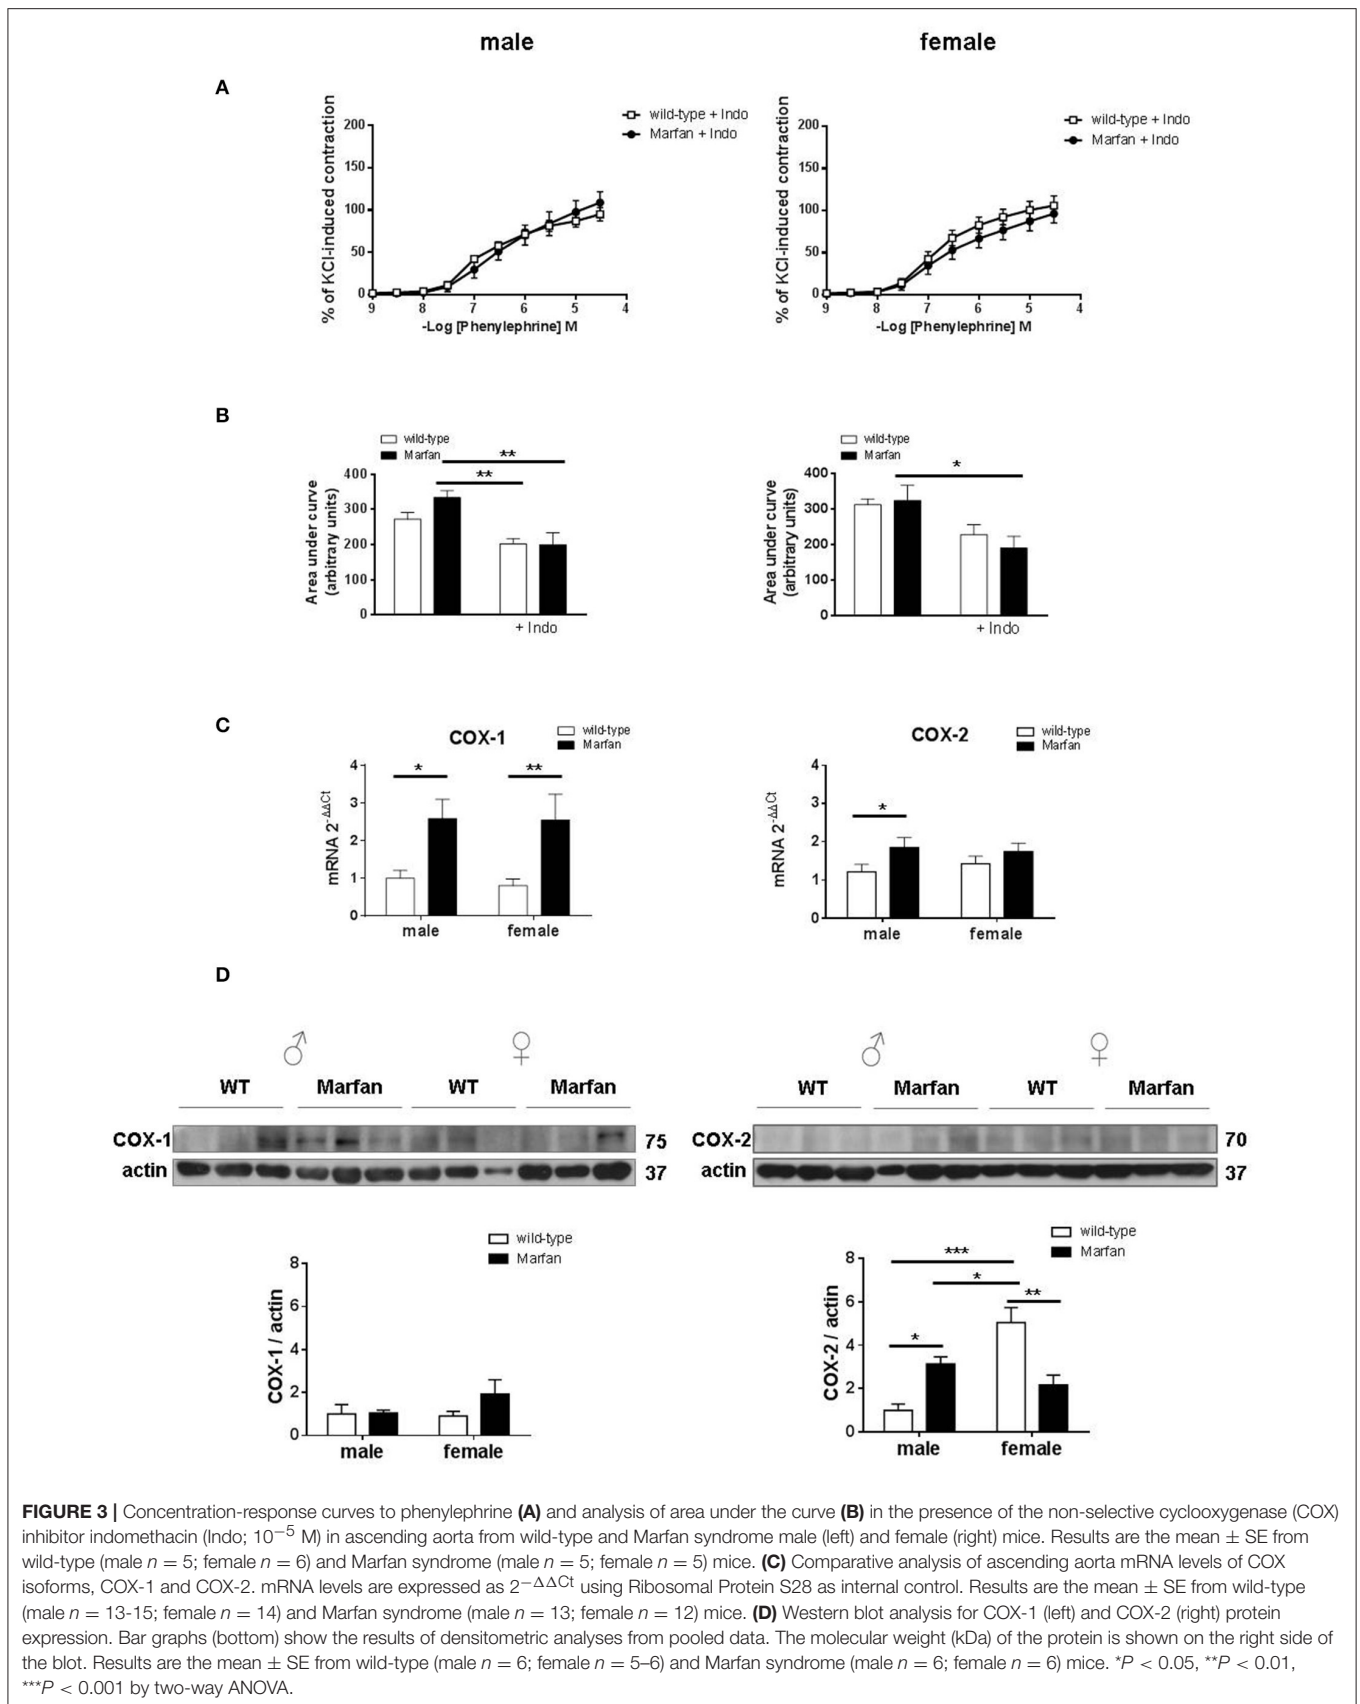 male
female
A
% of KCl-induced contraction
200
150
100
50
0
9
8
7
6
5
4
-Log [Phenylephrine] M
wild-type + Indo
Marfan + Indo
% of KCl-induced contraction
200
150
100
50
0
9
8
7
6
5
4
-Log [Phenylephrine] M
wild-type + Indo
Marfan + Indo
B
wild-type
Marfan
**
**
Area under curve
(arbitrary units)
400
300
200
100
0
+ Indo
wild-type
Marfan
*
Area under curve
(arbitrary units)
400
300
200
100
0
+ Indo
C
COX-1
wild-type
Marfan
mRNA 2-ΔΔCt
4
3
2
1
0
*
**
male
female
COX-2
wild-type
Marfan
mRNA 2-ΔΔCt
4
3
2
1
0
*
male
female
D
♂
♀
WT
Marfan
WT
Marfan
COX-1
75
actin
37
♂
♀
WT
Marfan
WT
Marfan
COX-2
70
actin
37
wild-type
Marfan
COX-1 / actin
8
6
4
2
0
male
female
wild-type
Marfan
COX-2 / actin
8
6
4
2
0
***
*
**
*
male
female
FIGURE 3 | Concentration-response curves to phenylephrine (A) and analysis of area under the curve (B) in the presence of the non-selective cyclooxygenase (COX)
inhibitor indomethacin (Indo; 10−5 M) in ascending aorta from wild-type and Marfan syndrome male (left) and female (right) mice. Results are the mean ± SE from
wild-type (male n = 5; female n = 6) and Marfan syndrome (male n = 5; female n = 5) mice. (C) Comparative analysis of ascending aorta mRNA levels of COX
isoforms, COX-1 and COX-2. mRNA levels are expressed as 2−ΔΔCt using Ribosomal Protein S28 as internal control. Results are the mean ± SE from wild-type
(male n = 13-15; female n = 14) and Marfan syndrome (male n = 13; female n = 12) mice. (D) Western blot analysis for COX-1 (left) and COX-2 (right) protein
expression. Bar graphs (bottom) show the results of densitometric analyses from pooled data. The molecular weight (kDa) of the protein is shown on the right side of
the blot. Results are the mean ± SE from wild-type (male n = 6; female n = 5–6) and Marfan syndrome (male n = 6; female n = 6) mice. *P < 0.05, **P < 0.01,
***P < 0.001 by two-way ANOVA.